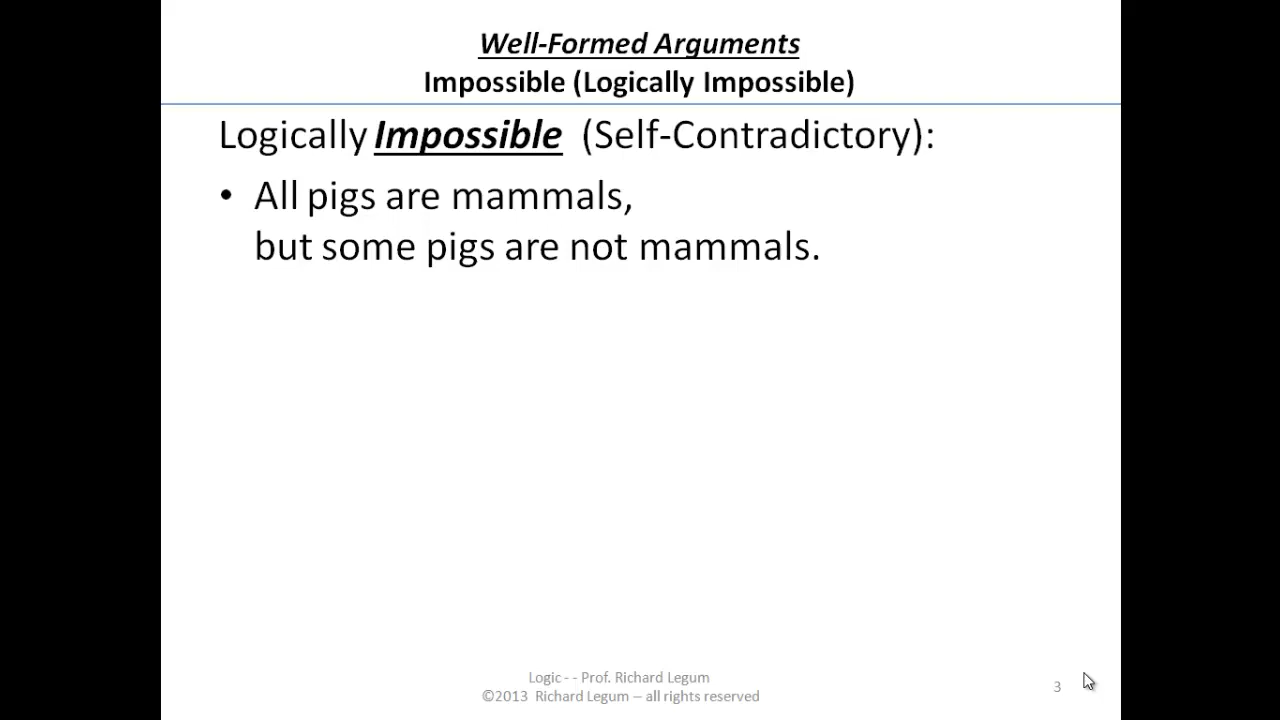 Well-Formed Arguments
Impossible (Logically Impossible)
Logically Impossible (Self-Contradictory):
• All pigs are mammals,
but some pigs are not mammals.
Logic - - Prof. Richard Legum
©2013 Richard Legum – all rights reserved
3